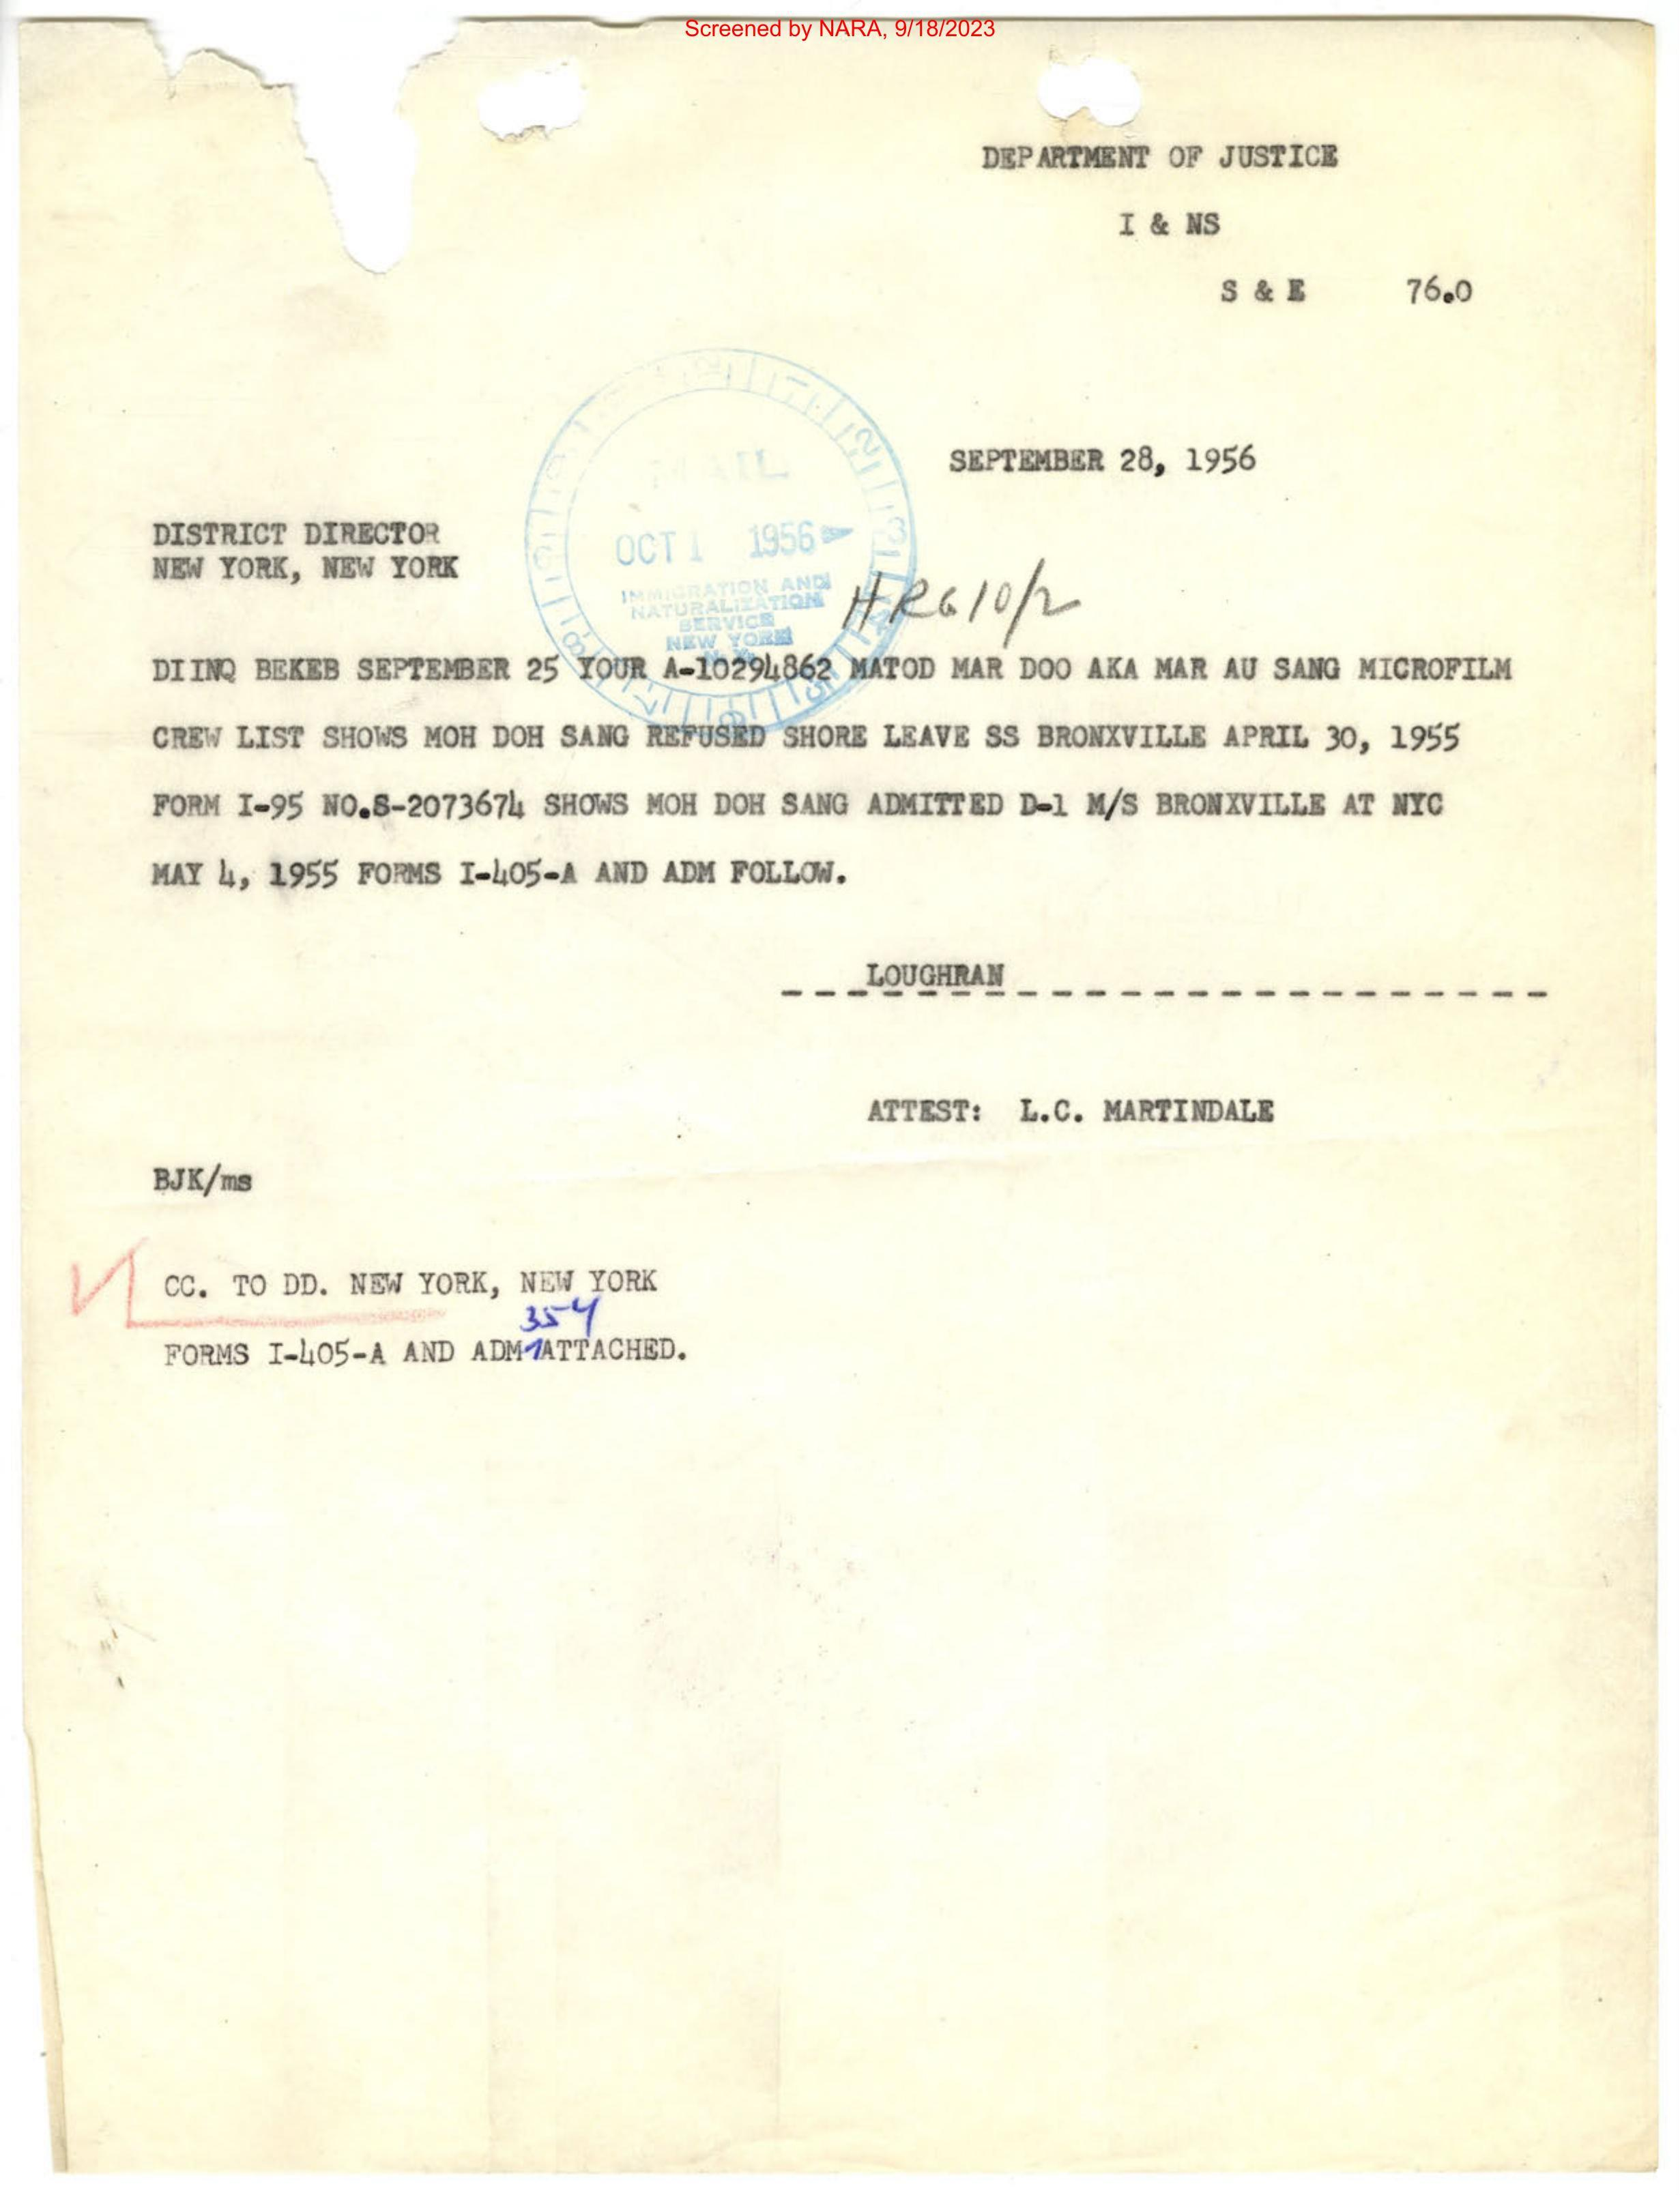 Screened by NARA, 9/18/2023
DEPARTMENT OF JUSTICE
I & NS
S & E 76.0
MAIL
SEPTEMBER 28, 1956
OCT 1 1956
DISTRICT DIRECTOR
NEW YORK, NEW YORK
IMMIGRATION AND
NATURALIZATION
SERVICE
NEW YORK
10/2
DIINQ BEKEB SEPTEMBER 25 YOUR A-10294862 MATOD MAR DOO AKA MAR AU SANG MICROFILM
CREW LIST SHOWS MOH DOH SANG REFUSED SHORE LEAVE SS BRONXVILLE APRIL 30, 1955
FORM I-95 NO.S-2073674 SHOWS MOH DOH SANG ADMITTED D-1 M/S BRONXVILLE AT NYC
MAY 4, 1955 FORMS I-405-A AND ADM FOLLOW.
LOUGHRAN
ATTEST: L.C. MARTINDALE
BJK/ms
CC. TO DD. NEW YORK, NEW YORK
354
FORMS I-405-A AND ADM ATTACHED.